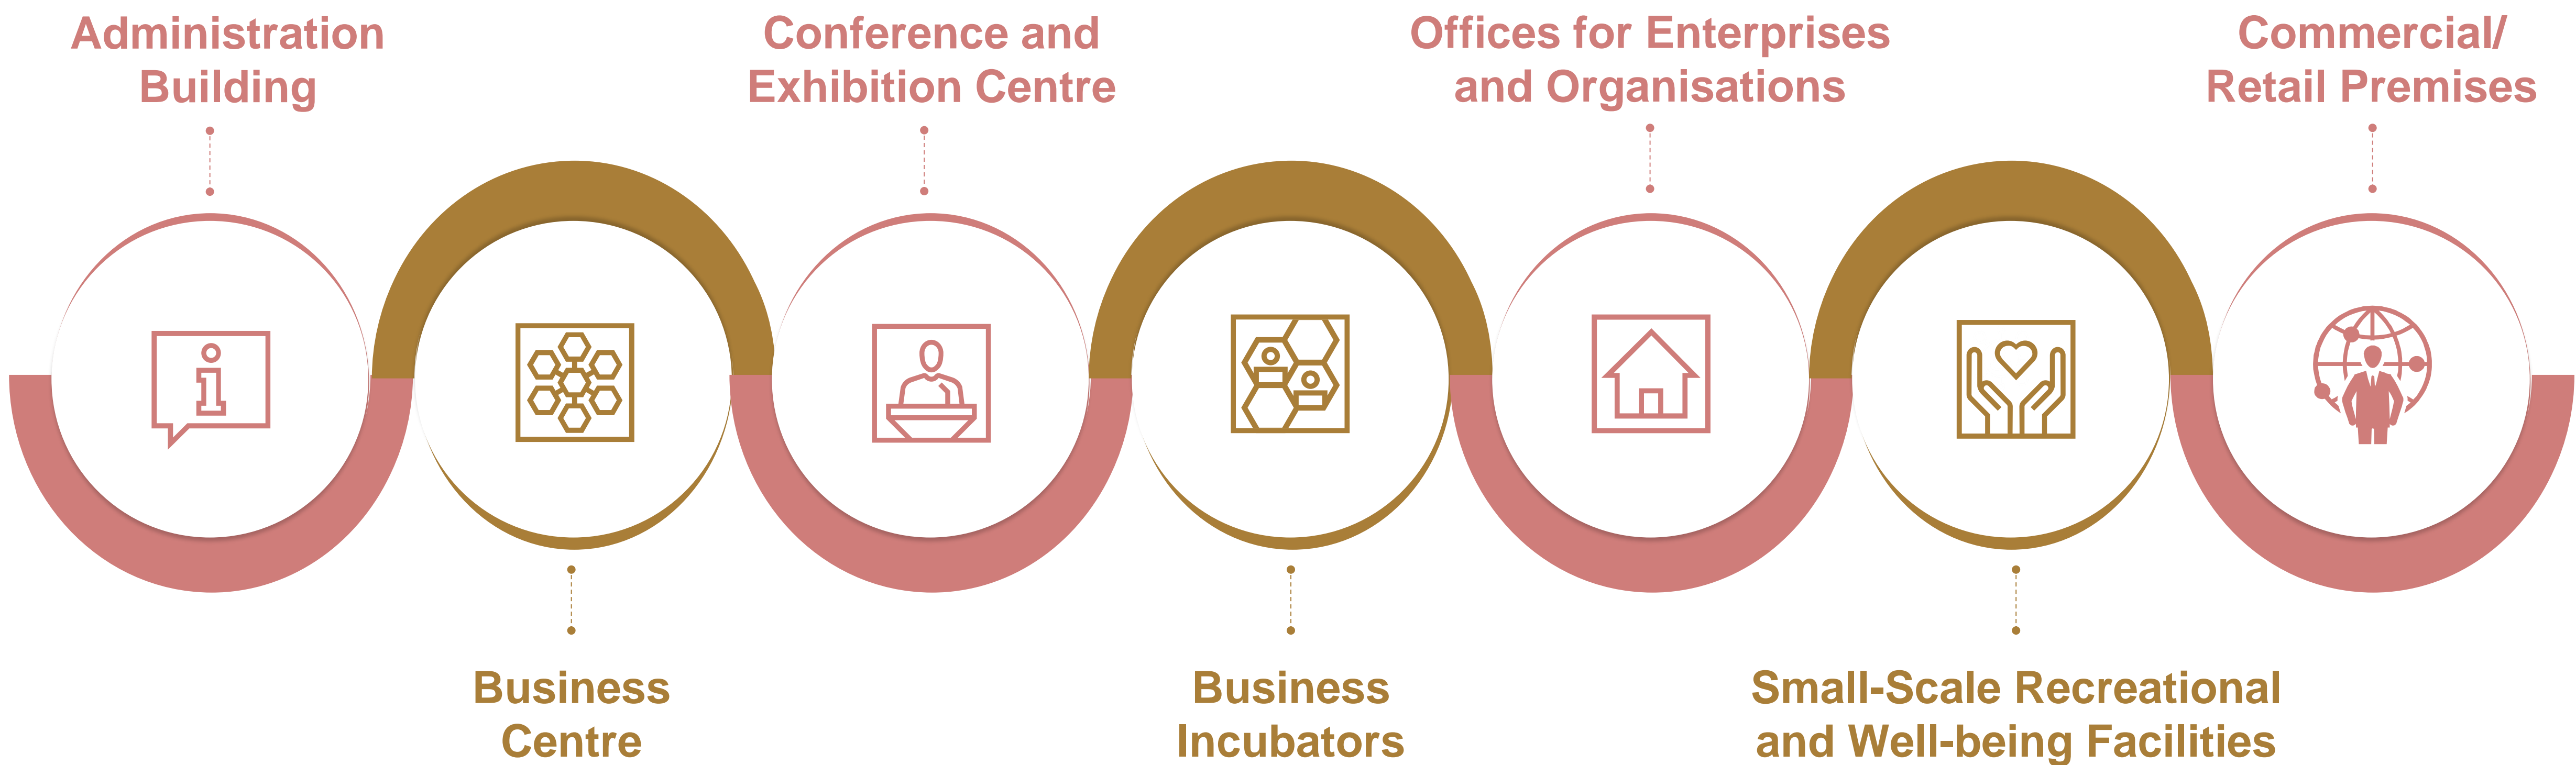 Administration
Building
Conference and
Exhibition Centre
Offices for Enterprises
and Organisations
Commercial/
Retail Premises
Business
Centre
Business
Incubators
Small-Scale Recreational
and Well-being Facilities